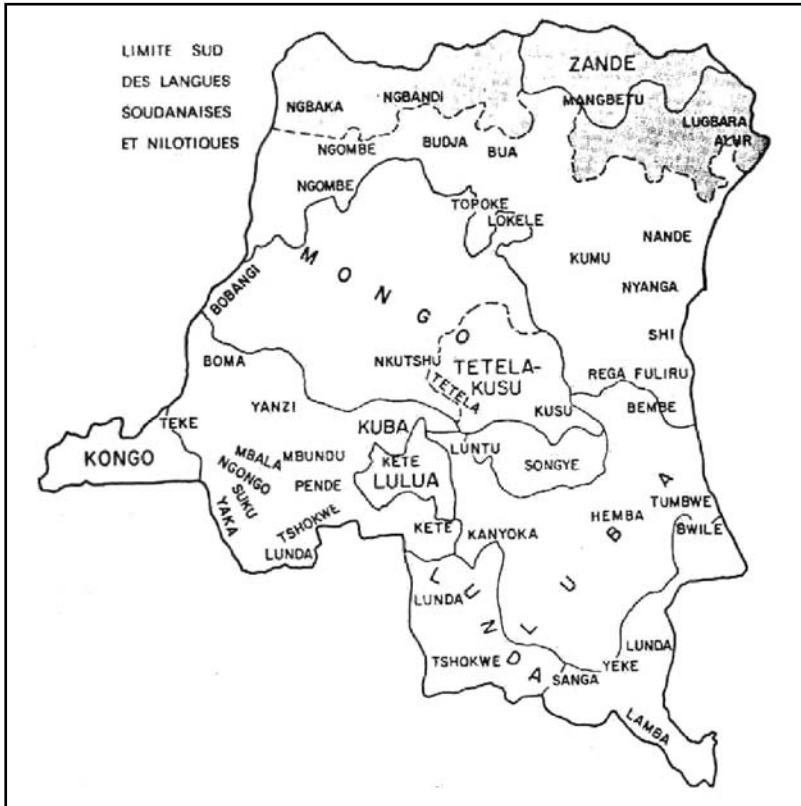 LIMITE SUD
DES LANGUES
SOUDANAISES
ET NILOTIQUES
ZANDE
NGBAKA
NGBANDI
MANGBETU
LUGBARA
ALUR
NGOMBE
BUDJA
BUA
NGOMBE
TOPOKE
LOKELE
NANDE
KUMU
NYANGA
BOBANGI
MONGO
SHI
BOMA
NKUTSHU
TETELA-
KUSU
TETELA
REGA FULIRU
BEMBE
YANZI
KUSU
TEKE
KUBA
KONGO
MBALA
MBUNDU
KETE
LUNTU
SONGYE
NGONGO
LULUA
SUKU
PENDE
YAKA
TSHOKWE
LUNDA
KETE
KANYOKA
HEMBA
TUMBWE
BWILE
LUBA
LUNDA
LUNDA
TSHOKWE
SANGA
YEKE
LUNDA
LAMBA